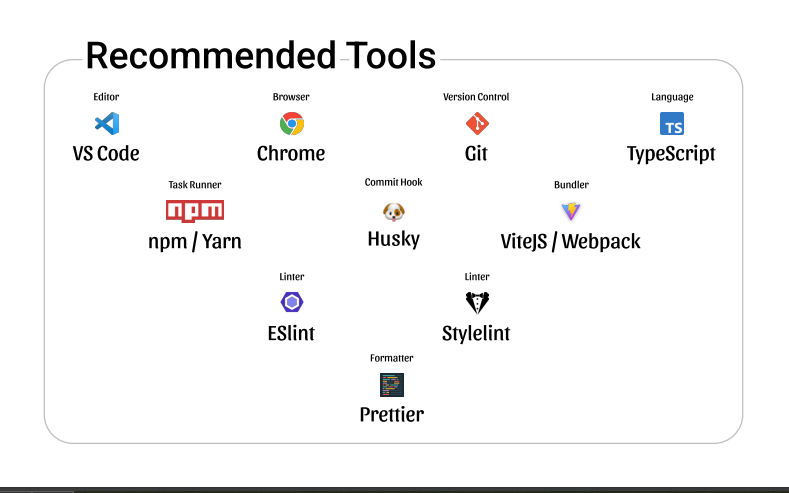 Recommended Tools
Editor
Browser
Version Control
Language
TS
VS Code
Chrome
Git
TypeScript
Task Runner
Commit Hook
Bundler
npm
npm / Yarn
Husky
ViteJS / Webpack
Linter
Linter
ESlint
Stylelint
Formatter
Prettier